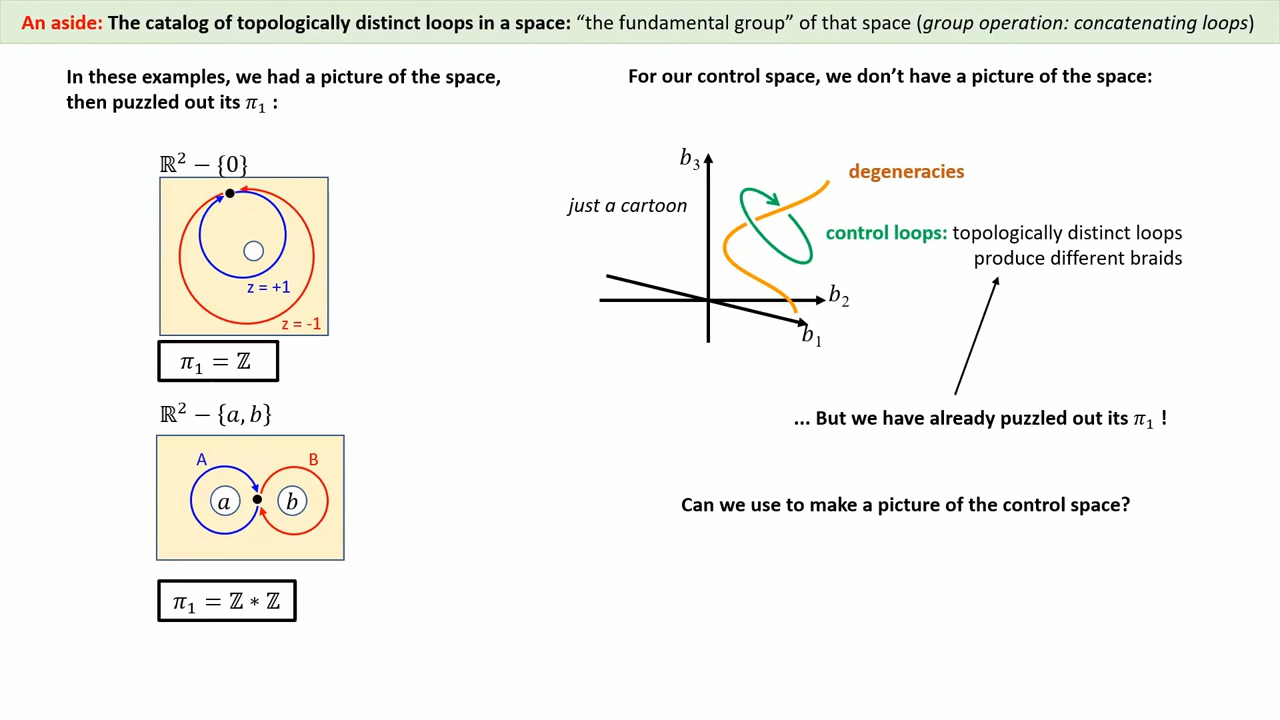 An aside: The catalog of topologically distinct loops in a space: “the fundamental group” of that space (group operation: concatenating loops)
In these examples, we had a picture of the space,
then puzzled out its π₁ :
ℝ² − {0}
z = +1
z = -1
π₁ = ℤ
ℝ² − {a, b}
A
B
a
b
π₁ = ℤ ∗ ℤ
For our control space, we don’t have a picture of the space:
b₃
degeneracies
just a cartoon
control loops: topologically distinct loops
produce different braids
b₂
b₁
... But we have already puzzled out its π₁ !
Can we use to make a picture of the control space?